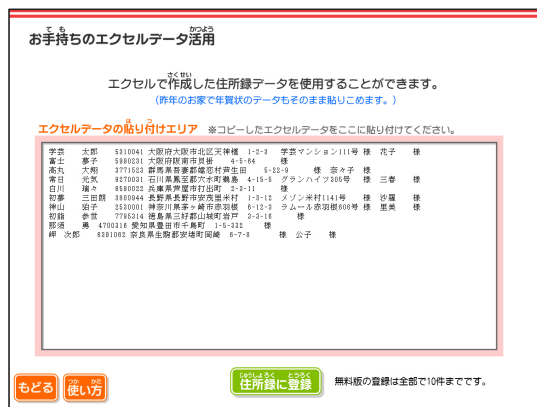 お手持ちのエクセルデータ活用
エクセルで作成した住所録データを使用することができます。
(昨年のお家で年賀状のデータもそのまま貼りこめます。)
エクセルデータの貼り付けエリア ※コピーしたエクセルデータをここに貼り付けてください。
学芸 太郎 5310041 大阪府大阪市北区天神橋 1-2-3 学芸マンション111号 様 花子 様
富士 夢子 5980231 大阪府阪南市貝掛 4-5-64 様
高丸 大翔 3771523 群馬県吾妻郡嬬恋村芦生田 5-22-9 様 奈々子 様
常日 元気 9270031 石川県鳳至郡穴水町鵜島 4-15-5 グランハイツ305号 様 三春 様
白川 瑞々 6590022 兵庫県芦屋市打出町 2-3-11 様
初夢 三田朗 3800944 長野県長野市安茂里米村 1-3-12 メゾン米村1141号 様 沙羅 様
神山 沿子 2530001 神奈川県茅ヶ崎市赤羽根 6-12-3 ラムール赤羽根606号 様 里美 様
初詣 参世 7785316 徳島県三好郡山城町岩戸 3-3-16 様
那須 勇 4700316 愛知県豊田市千鳥町 1-5-332 様
岬 次郎 6391062 奈良県生駒郡安堵町岡崎 6-7-8 様 公子 様
もどる 使い方 住所録に登録 無料版の登録は全部で10件までです。